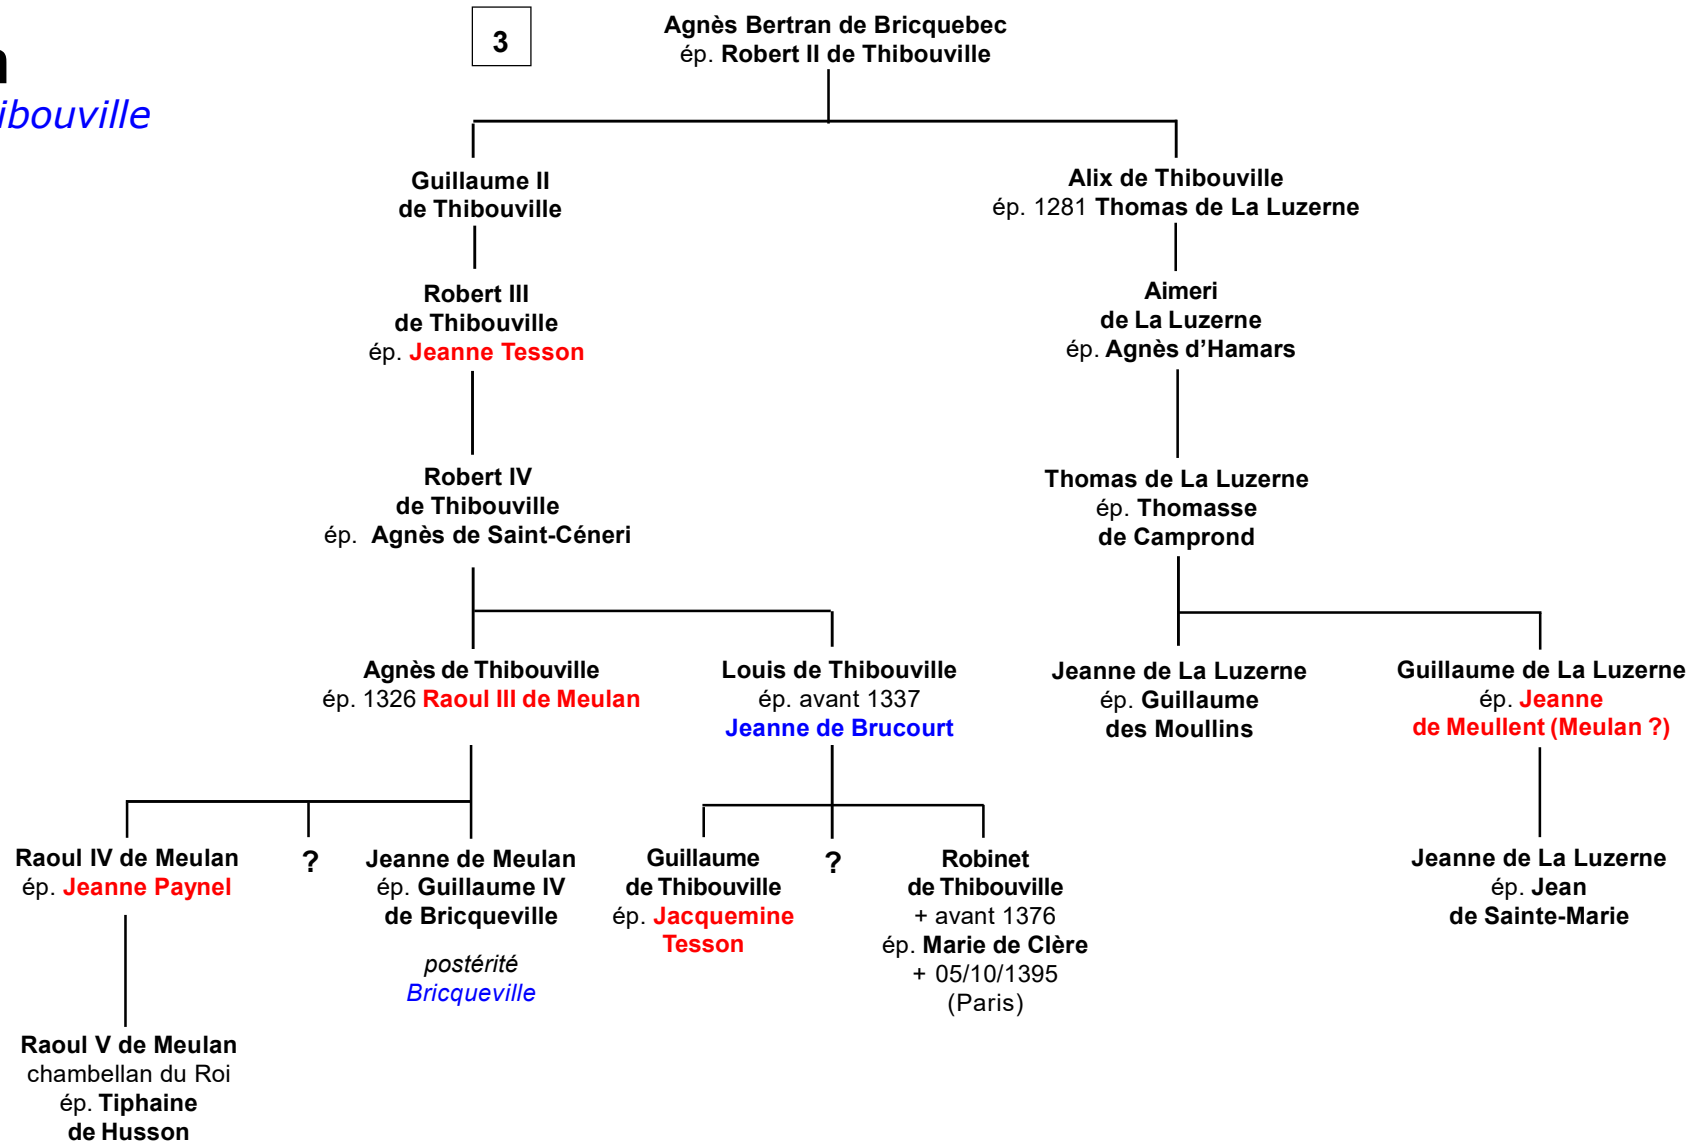 3
Agnès Bertran de Bricquebec
ép. Robert II de Thibouville
Guillaume II
de Thibouville
Alix de Thibouville
ép. 1281 Thomas de La Luzerne
Robert III
de Thibouville
ép. Jeanne Tesson
Aimeri
de La Luzerne
ép. Agnès d’Hamars
Robert IV
de Thibouville
ép. Agnès de Saint-Céneri
Thomas de La Luzerne
ép. Thomasse
de Camprond
Agnès de Thibouville
ép. 1326 Raoul III de Meulan
Louis de Thibouville
ép. avant 1337
Jeanne de Brucourt
Jeanne de La Luzerne
ép. Guillaume
des Moullins
Guillaume de La Luzerne
ép. Jeanne
de Meullent (Meulan ?)
Raoul IV de Meulan
ép. Jeanne Paynel
?
Jeanne de Meulan
ép. Guillaume IV
de Bricqueville
postérité
Bricqueville
Guillaume
de Thibouville
ép. Jacquemine
Tesson
?
Robinet
de Thibouville
+ avant 1376
ép. Marie de Clère
+ 05/10/1395
(Paris)
Jeanne de La Luzerne
ép. Jean
de Sainte-Marie
Raoul V de Meulan
chambellan du Roi
ép. Tiphaine
de Husson